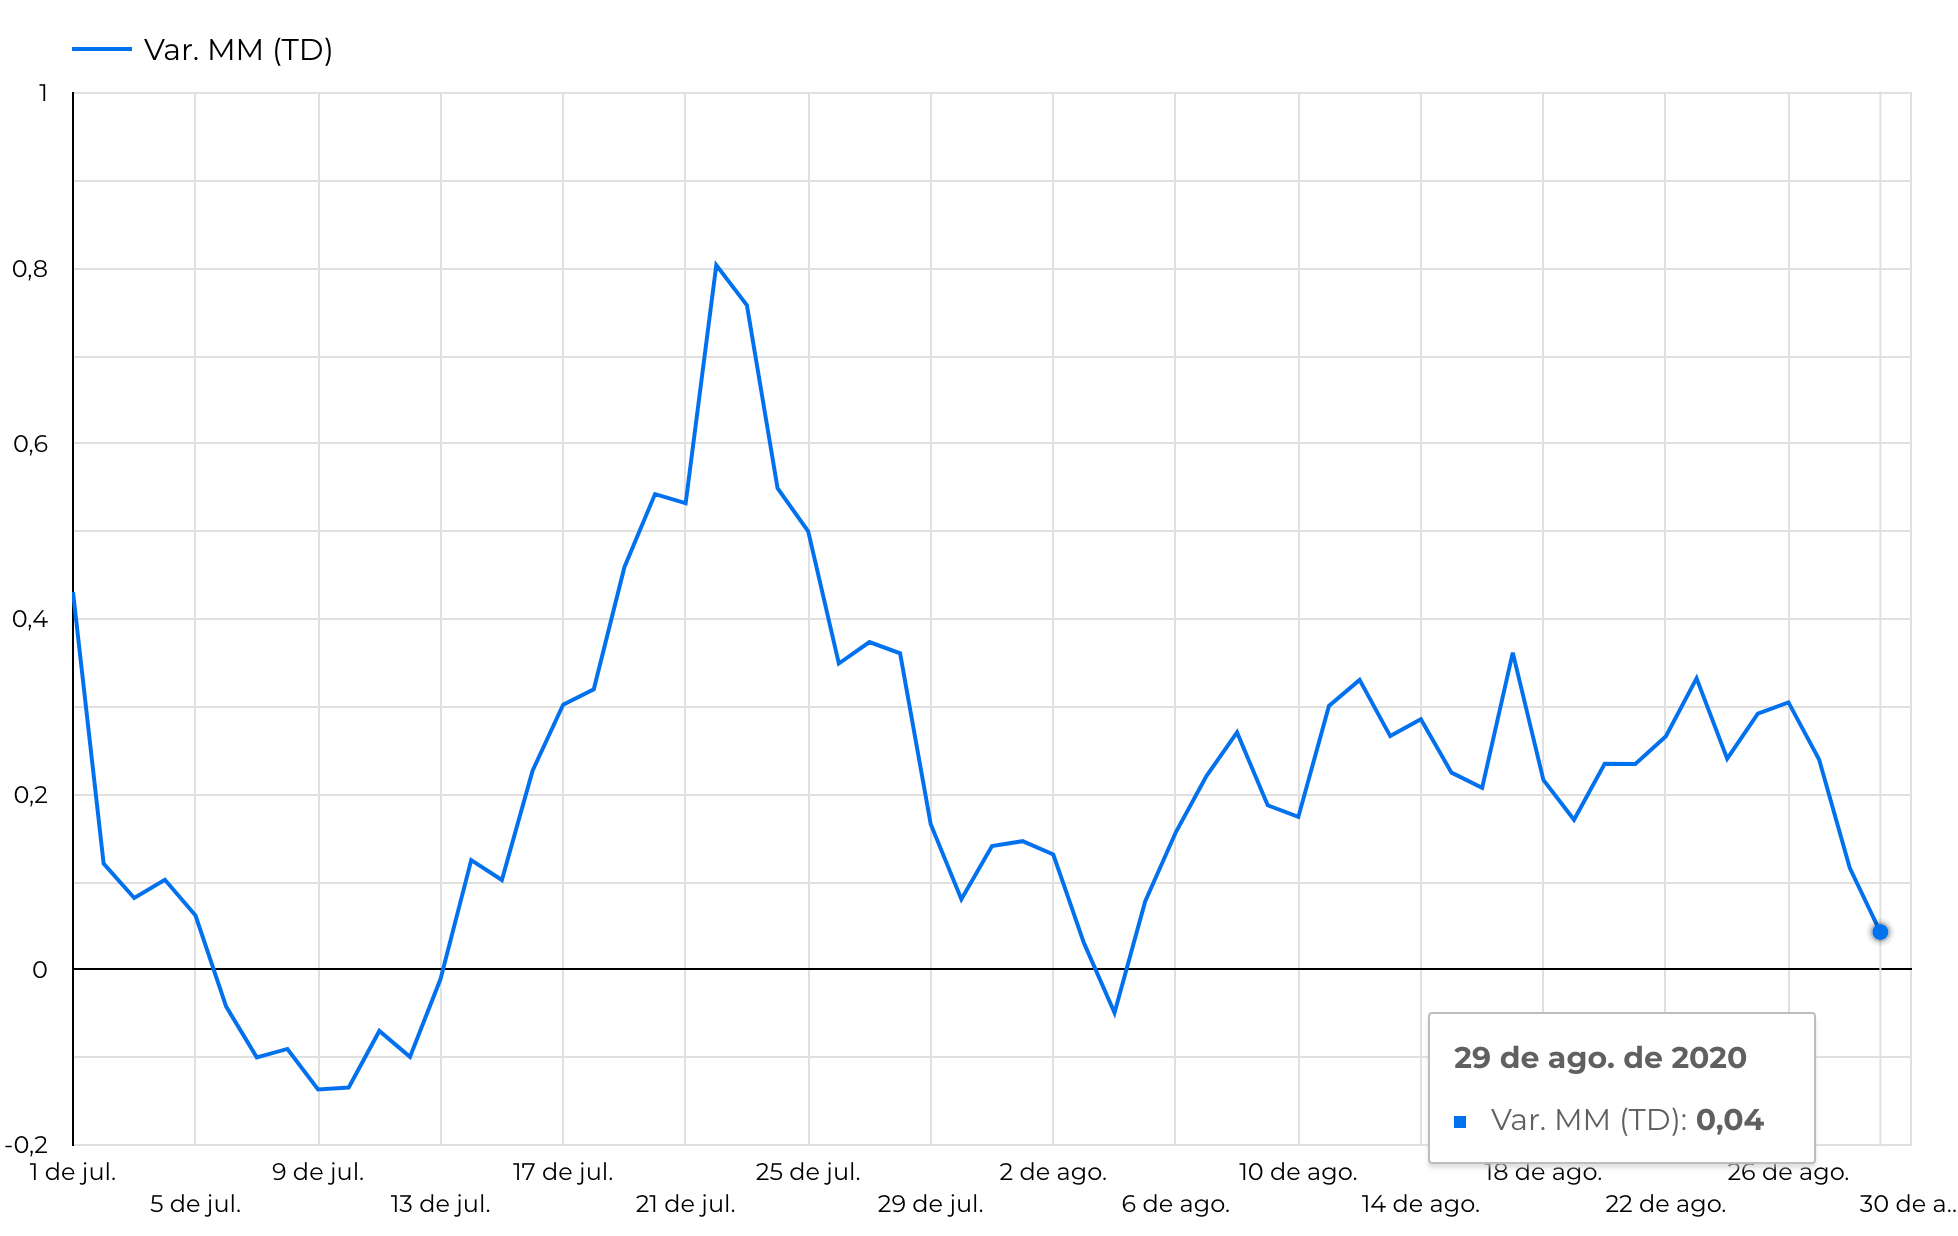 Var. MM (TD)
1
0,8
0,6
0,4
0,2
0
-0,2
1 de jul.
5 de jul.
9 de jul.
13 de jul.
17 de jul.
21 de jul.
25 de jul.
29 de jul.
2 de ago.
6 de ago.
10 de ago.
14 de ago.
18 de ago.
22 de ago.
26 de ago.
30 de a...
29 de ago. de 2020
Var. MM (TD): 0,04